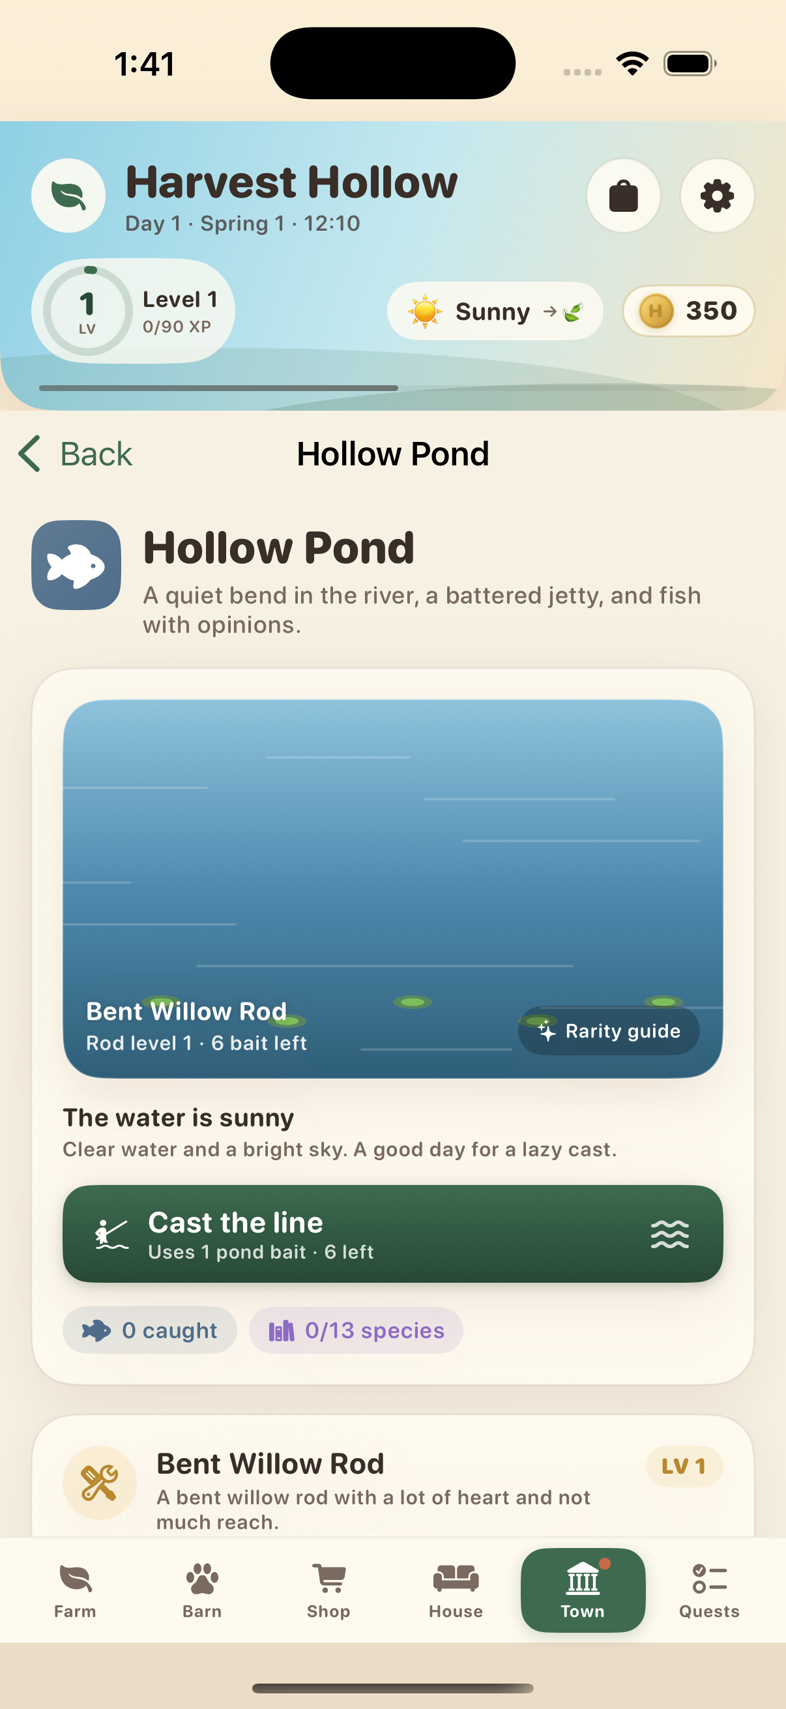 1:41
Harvest Hollow
Day 1 · Spring 1 · 12:10
1
LV
Level 1
0/90 XP
Sunny →
H
350
Back
Hollow Pond
Hollow Pond
A quiet bend in the river, a battered jetty, and fish
with opinions.
Bent Willow Rod
Rod level 1 · 6 bait left
Rarity guide
The water is sunny
Clear water and a bright sky. A good day for a lazy cast.
Cast the line
Uses 1 pond bait · 6 left
0 caught
0/13 species
Bent Willow Rod
LV 1
A bent willow rod with a lot of heart and not
much reach.
Farm
Barn
Shop
House
Town
Quests